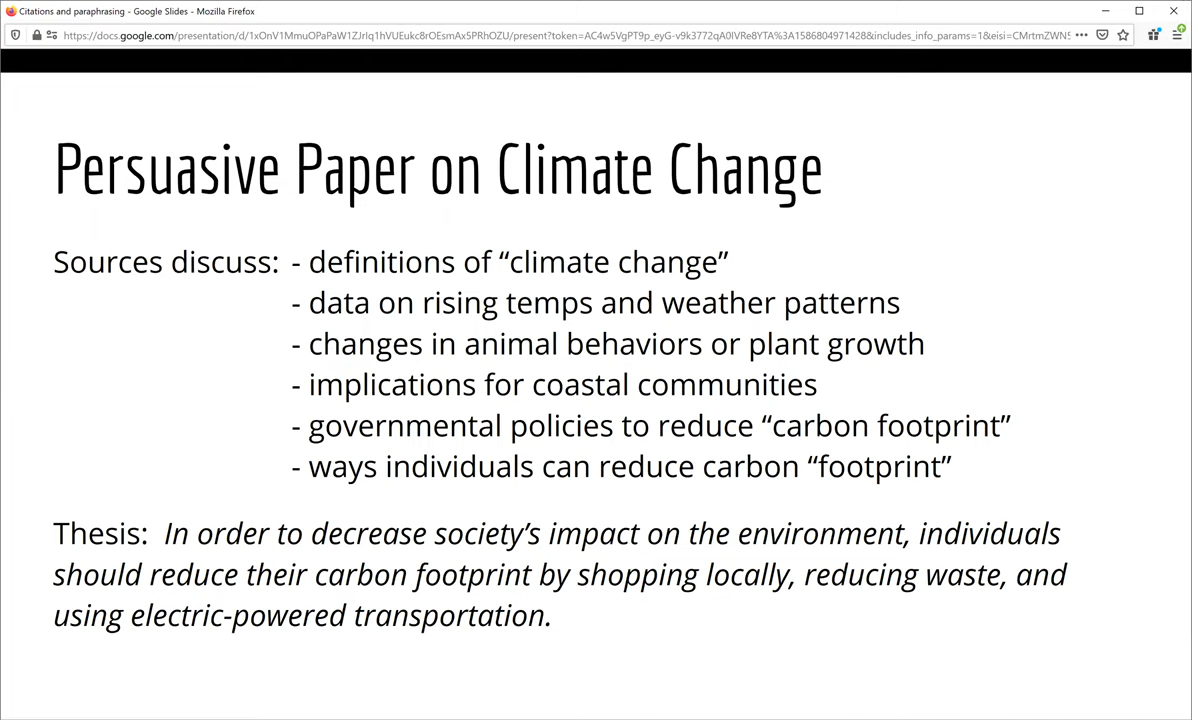 Citations and paraphrasing - Google Slides - Mozilla Firefox
https://docs.google.com/presentation/d/1xOnV1MmuOPaPaW1ZJrIq1hVUEukc8rOEsmAx5PRhOZU/present?token=AC4w5VgPT9p_eyG-v9k3772qA0IVRe8YTA%3A1586804971428&includes_info_params=1&eisi=CMrtmZWN5
Persuasive Paper on Climate Change
Sources discuss: - definitions of “climate change”
- data on rising temps and weather patterns
- changes in animal behaviors or plant growth
- implications for coastal communities
- governmental policies to reduce “carbon footprint”
- ways individuals can reduce carbon “footprint”
Thesis: In order to decrease society’s impact on the environment, individuals
should reduce their carbon footprint by shopping locally, reducing waste, and
using electric-powered transportation.